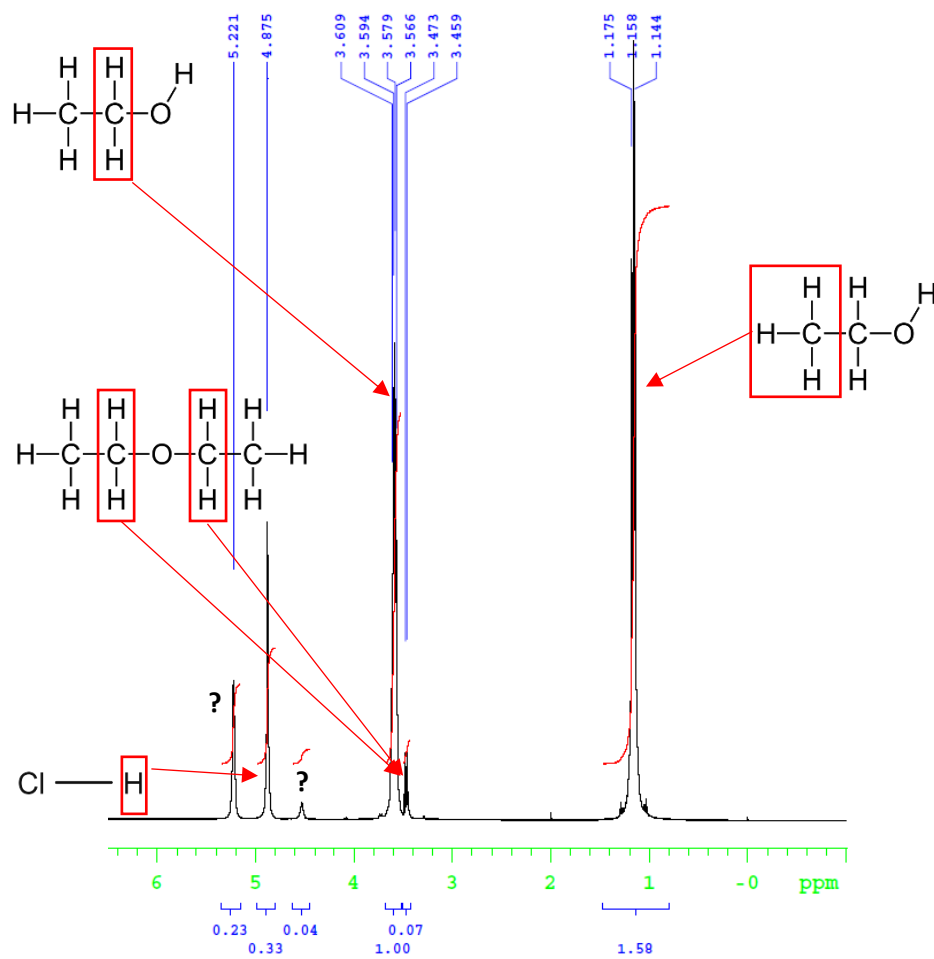 5.221
4.875
3.609
3.594
3.579
3.566
3.473
3.459
1.175
1.158
1.144
H H H
H C C O
H H
H
H H
H C C O
H H
H H H H
H C C O C C H
H H H H
?
Cl H
?
6 5 4 3 2 1 -0 ppm
0.23 0.04 0.07
0.33 1.00 1.58